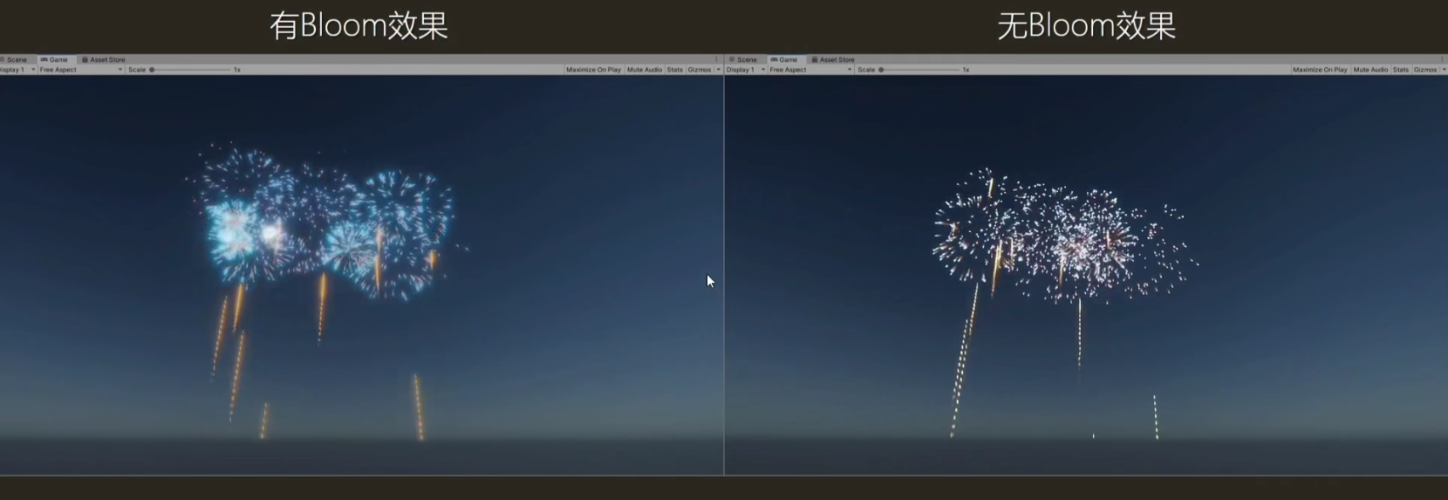 有Bloom效果
无Bloom效果
Scene Game Asset Store
Display 1 Free Aspect Scale 1x Maximize On Play Mute Audio Stats Gizmos
Scene Game Asset Store
Display 1 Free Aspect Scale 1x Maximize On Play Mute Audio Stats Gizmos